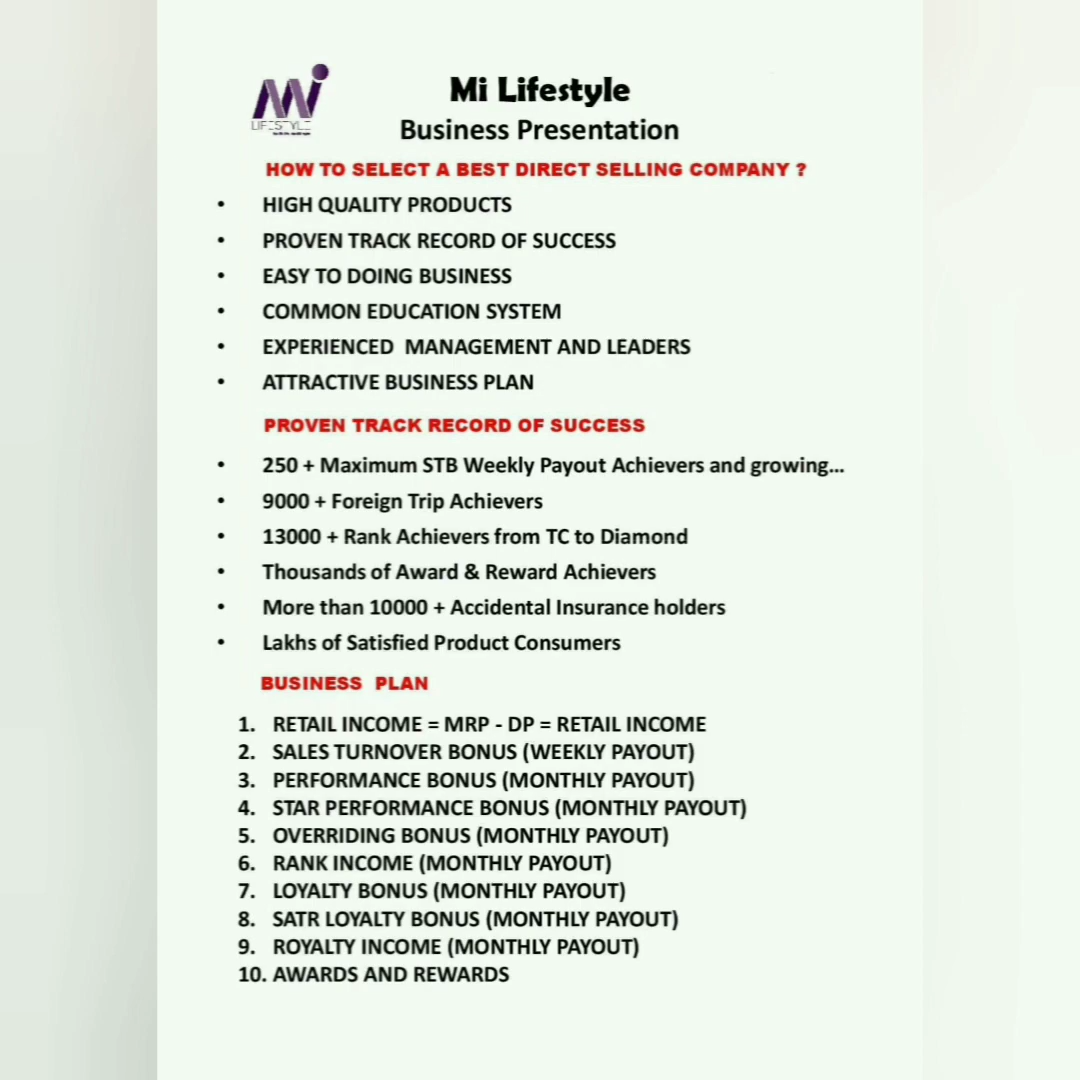 Mi
LIFESTYLE
Mi Lifestyle
Business Presentation
HOW TO SELECT A BEST DIRECT SELLING COMPANY ?
• HIGH QUALITY PRODUCTS
• PROVEN TRACK RECORD OF SUCCESS
• EASY TO DOING BUSINESS
• COMMON EDUCATION SYSTEM
• EXPERIENCED MANAGEMENT AND LEADERS
• ATTRACTIVE BUSINESS PLAN
PROVEN TRACK RECORD OF SUCCESS
• 250 + Maximum STB Weekly Payout Achievers and growing...
• 9000 + Foreign Trip Achievers
• 13000 + Rank Achievers from TC to Diamond
• Thousands of Award & Reward Achievers
• More than 10000 + Accidental Insurance holders
• Lakhs of Satisfied Product Consumers
BUSINESS PLAN
1. RETAIL INCOME = MRP - DP = RETAIL INCOME
2. SALES TURNOVER BONUS (WEEKLY PAYOUT)
3. PERFORMANCE BONUS (MONTHLY PAYOUT)
4. STAR PERFORMANCE BONUS (MONTHLY PAYOUT)
5. OVERRIDING BONUS (MONTHLY PAYOUT)
6. RANK INCOME (MONTHLY PAYOUT)
7. LOYALTY BONUS (MONTHLY PAYOUT)
8. SATR LOYALTY BONUS (MONTHLY PAYOUT)
9. ROYALTY INCOME (MONTHLY PAYOUT)
10. AWARDS AND REWARDS